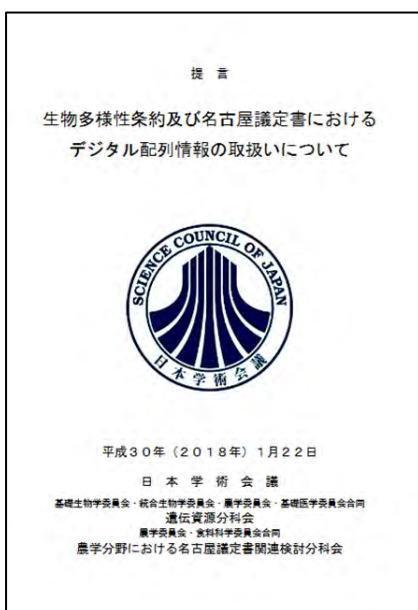 提 言
生物多様性条約及び名古屋議定書における
デジタル配列情報の取扱いについて
SCIENCE COUNCIL OF JAPAN
日本学術会議
平成30年(2018年)1月22日
日 本 学 術 会 議
基礎生物学委員会・統合生物学委員会・農学委員会・基礎医学委員会合同
遺伝資源分科会
農学委員会・食料科学委員会合同
農学分野における名古屋議定書関連検討分科会